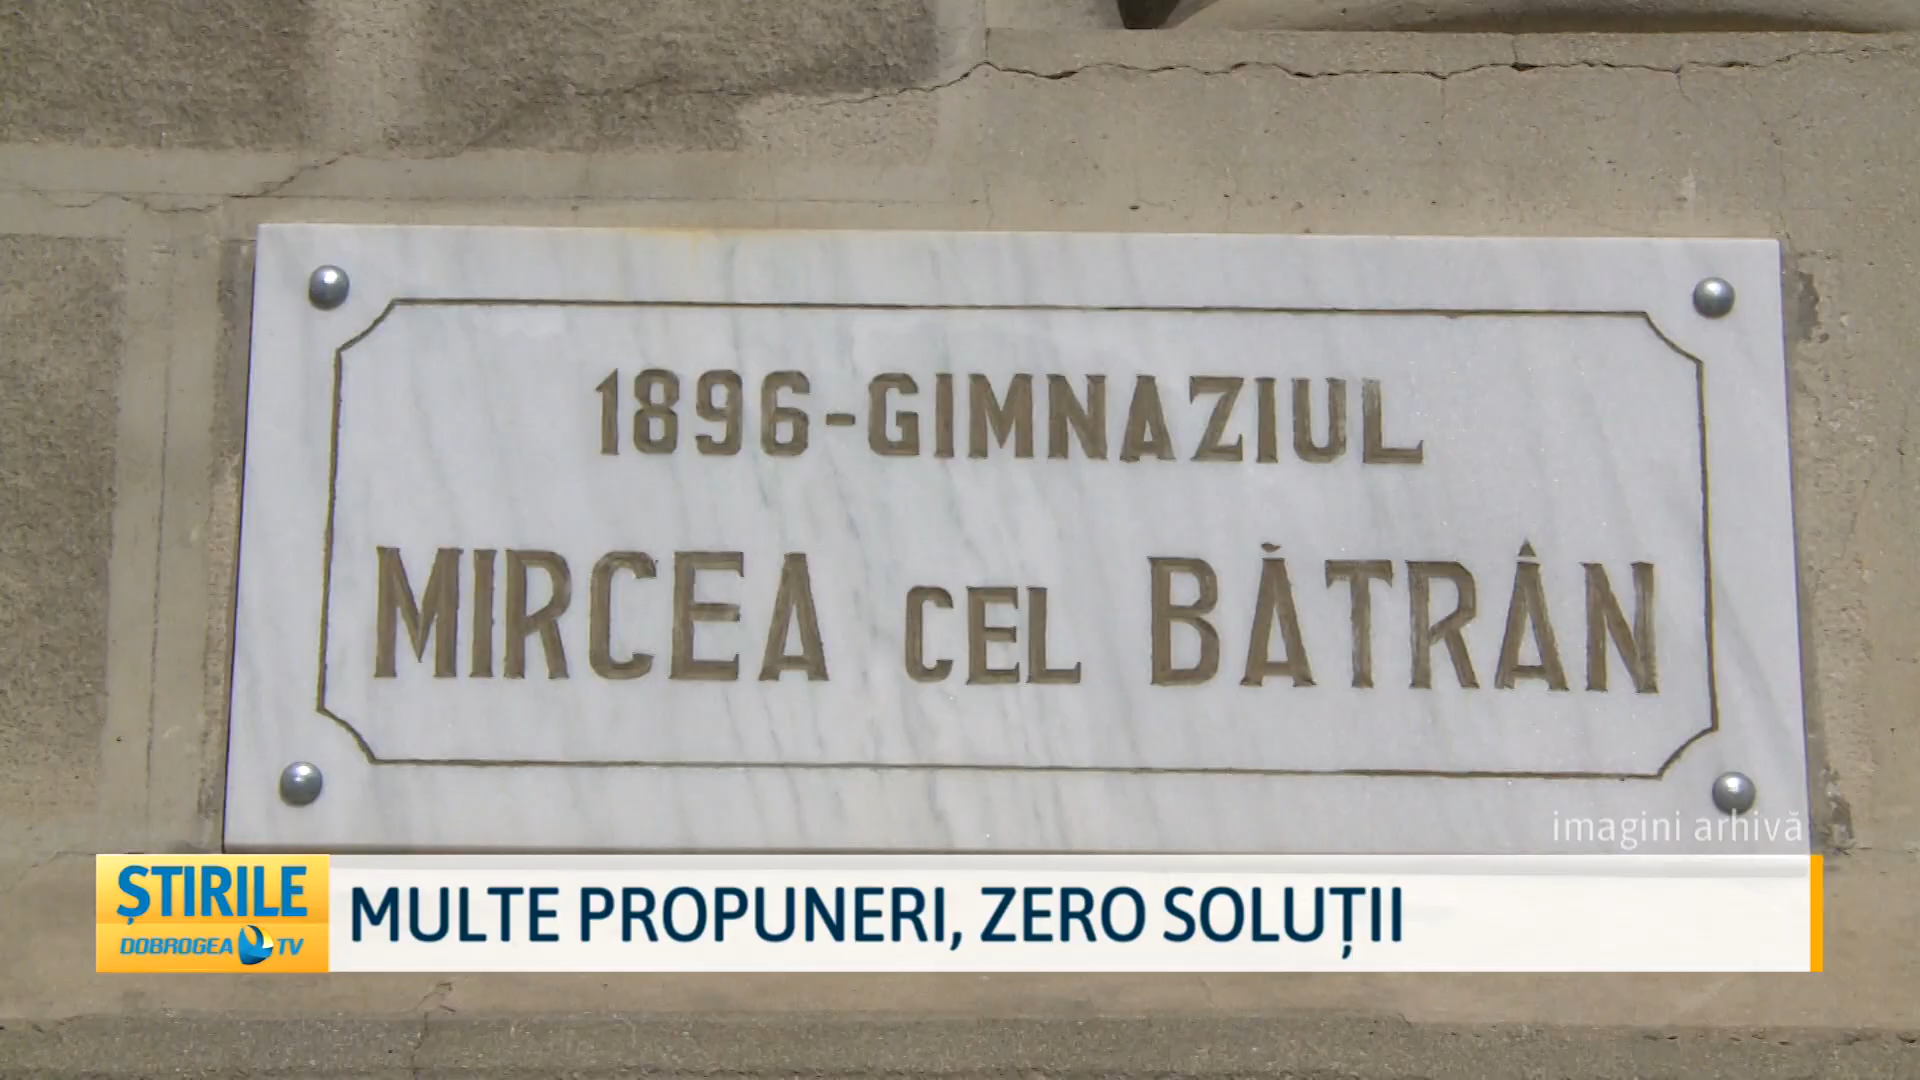 1896-GIMNAZIUL
MIRCEA CEL BĂTRÂN
imagini arhivă
ȘTIRILE
DOBROGEA TV
MULTE PROPUNERI, ZERO SOLUȚII